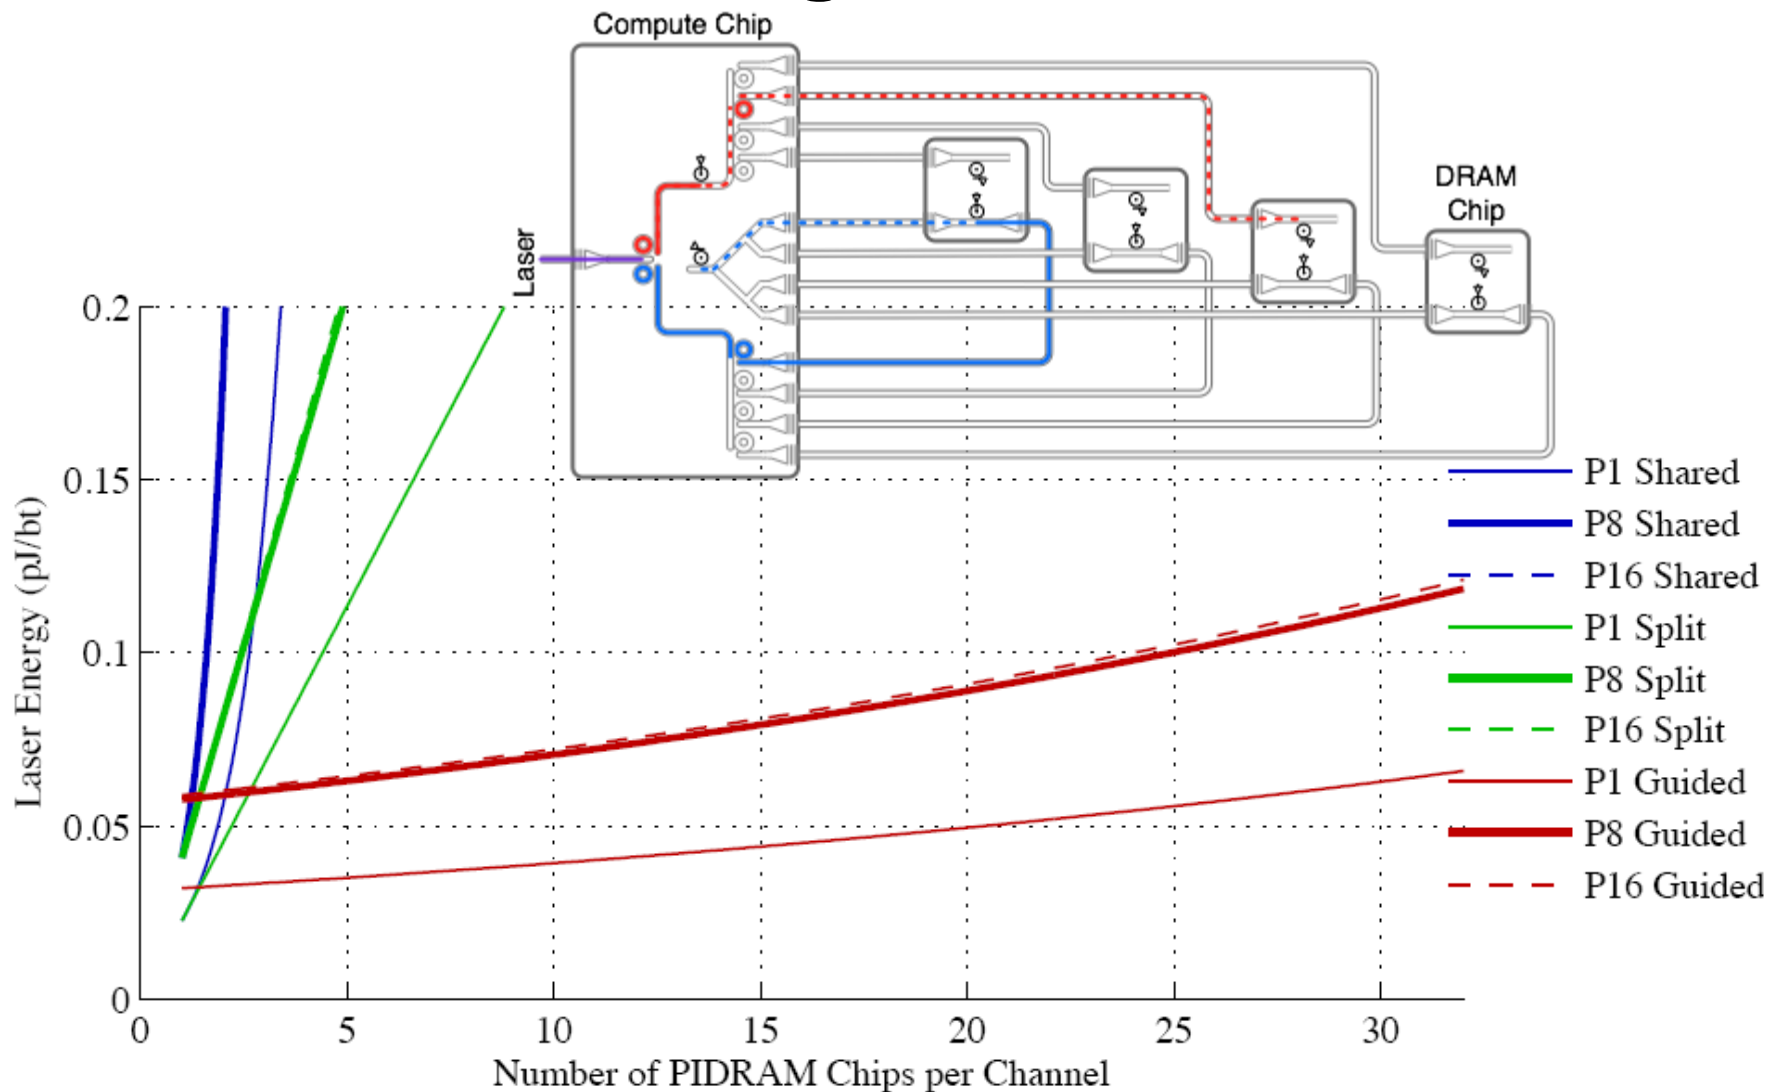 Compute Chip
DRAM
Chip
Laser
0.2
0.15
0.1
0.05
0
Laser Energy (pJ/bt)
0
5
10
15
20
25
30
Number of PIDRAM Chips per Channel
P1 Shared
P8 Shared
P16 Shared
P1 Split
P8 Split
P16 Split
P1 Guided
P8 Guided
P16 Guided